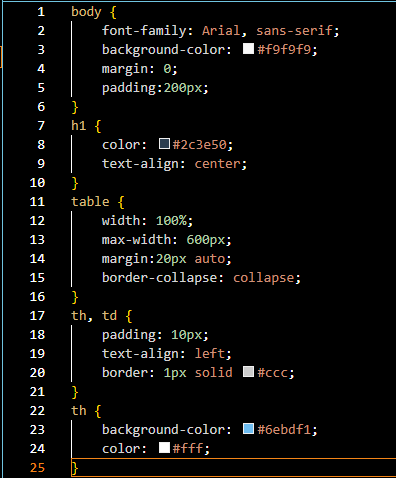 1 body {
2     font-family: Arial, sans-serif;
3     background-color: #f9f9f9;
4     margin: 0;
5     padding:200px;
6 }
7 h1 {
8     color: #2c3e50;
9     text-align: center;
10 }
11 table {
12     width: 100%;
13     max-width: 600px;
14     margin:20px auto;
15     border-collapse: collapse;
16 }
17 th, td {
18     padding: 10px;
19     text-align: left;
20     border: 1px solid #ccc;
21 }
22 th {
23     background-color: #6ebdf1;
24     color: #fff;
25 }